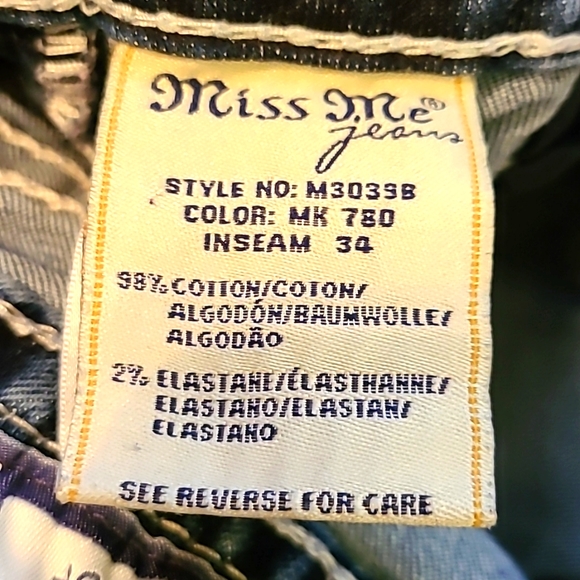 Miss Me®
jeans
STYLE NO: M3039B
COLOR: MK 780
INSEAM 34
98% COTTON/COTON/
ALGODÓN/BAUMWOLLE/
ALGODÃO
2% ELASTANE/ÉLASTHANNE/
ELASTANO/ELASTAN/
ELASTANO
SEE REVERSE FOR CARE